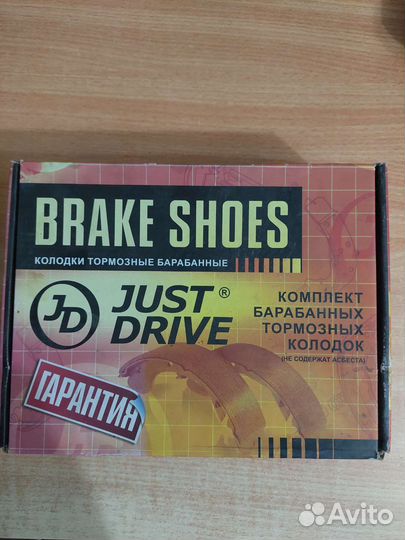 BRAKE SHOES
КОЛОДКИ ТОРМОЗНЫЕ БАРАБАННЫЕ
JD
JUST ®
DRIVE
КОМПЛЕКТ
БАРАБАННЫХ
ТОРМОЗНЫХ
КОЛОДОК
(НЕ СОДЕРЖАТ АСБЕСТА)
ГАРАНТИЯ
Avito